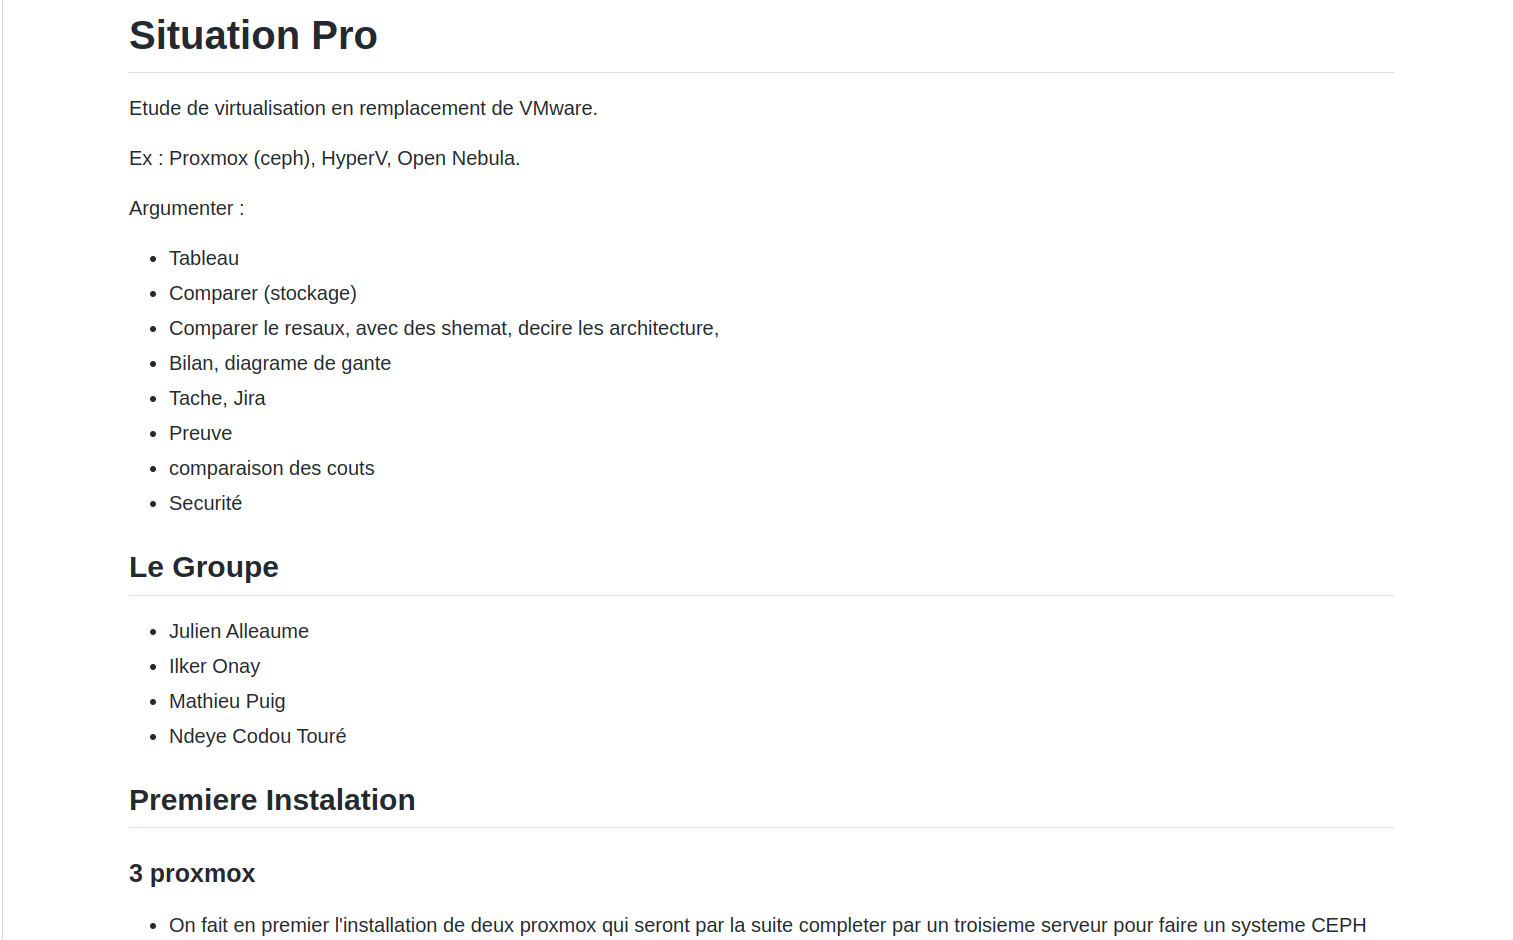 Situation Pro
Etude de virtualisation en remplacement de VMware.
Ex : Proxmox (ceph), HyperV, Open Nebula.
Argumenter :
Tableau
Comparer (stockage)
Comparer le resaux, avec des shemat, decire les architecture,
Bilan, diagrame de gante
Tache, Jira
Preuve
comparaison des couts
Securité
Le Groupe
Julien Alleaume
Ilker Onay
Mathieu Puig
Ndeye Codou Touré
Premiere Instalation
3 proxmox
On fait en premier l'installation de deux proxmox qui seront par la suite completer par un troisieme serveur pour faire un systeme CEPH